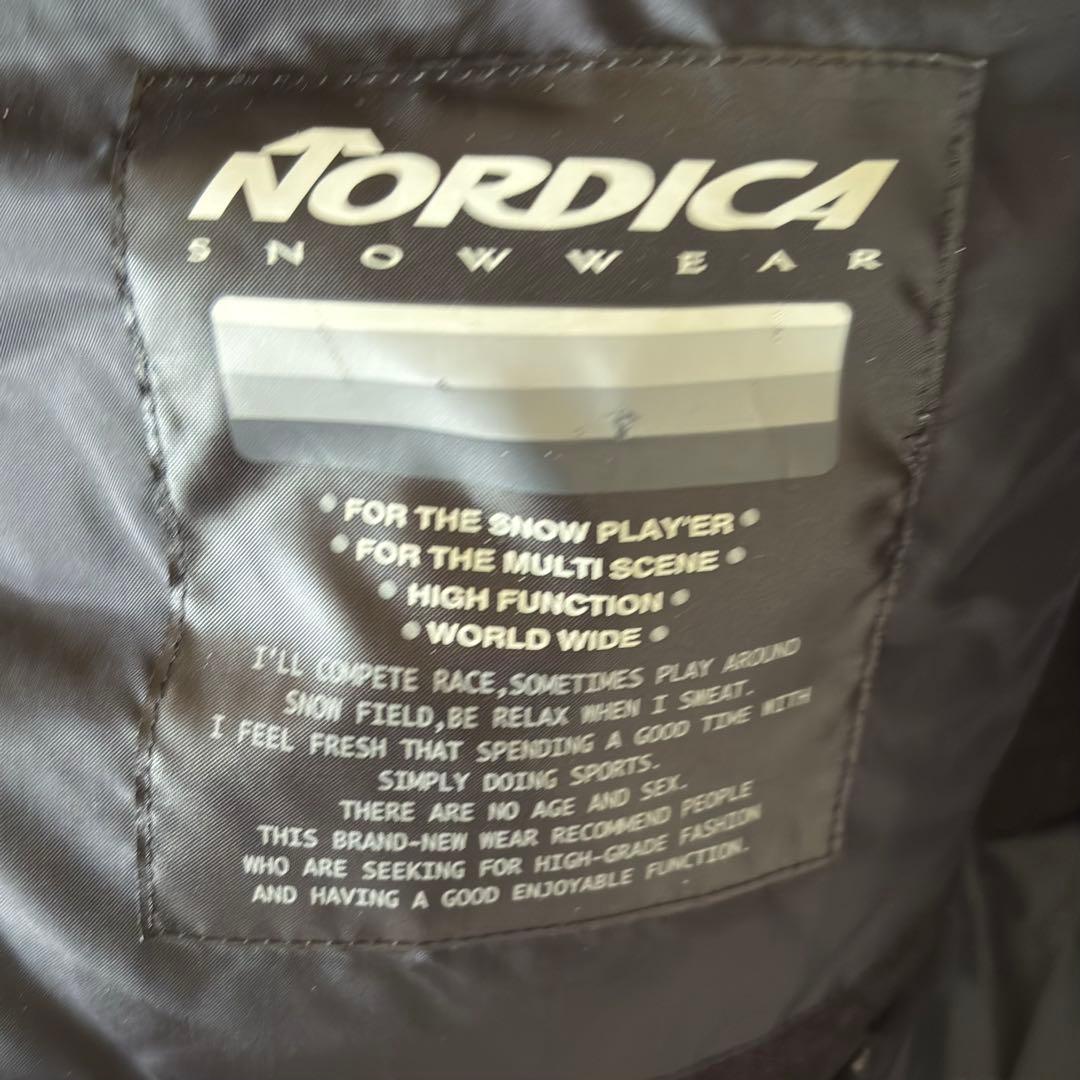 NORDICA
SNOWWEAR
• FOR THE SNOW PLAY'ER •
• FOR THE MULTI SCENE •
• HIGH FUNCTION •
• WORLD WIDE •
I'LL COMPETE RACE,SOMETIMES PLAY AROUND
SNOW FIELD,BE RELAX WHEN I SWEAT.
I FEEL FRESH THAT SPENDING A GOOD TIME WITH
SIMPLY DOING SPORTS.
THERE ARE NO AGE AND SEX.
THIS BRAND-NEW WEAR RECOMMEND PEOPLE
WHO ARE SEEKING FOR HIGH-GRADE FASHION
AND HAVING A GOOD ENJOYABLE FUNCTION.